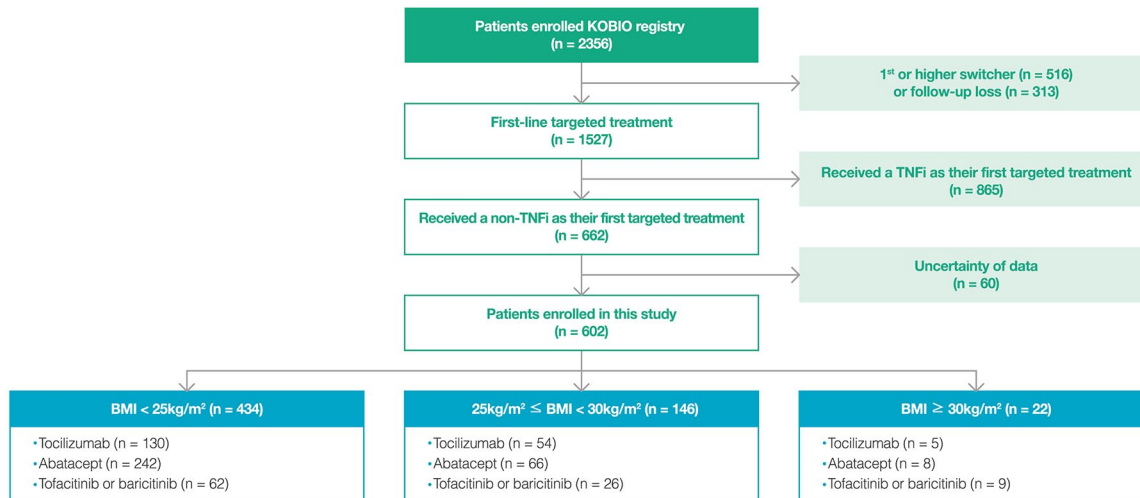 Patients enrolled KOBIO registry
(n = 2356)
1st or higher switcher (n = 516)
or follow-up loss (n = 313)
First-line targeted treatment
(n = 1527)
Received a TNFi as their first targeted treatment
(n = 865)
Received a non-TNFi as their first targeted treatment
(n = 662)
Uncertainty of data
(n = 60)
Patients enrolled in this study
(n = 602)
BMI < 25kg/m² (n = 434)
•Tocilizumab (n = 130)
•Abatacept (n = 242)
•Tofacitinib or baricitinib (n = 62)
25kg/m² ≤ BMI < 30kg/m² (n = 146)
•Tocilizumab (n = 54)
•Abatacept (n = 66)
•Tofacitinib or baricitinib (n = 26)
BMI ≥ 30kg/m² (n = 22)
•Tocilizumab (n = 5)
•Abatacept (n = 8)
•Tofacitinib or baricitinib (n = 9)